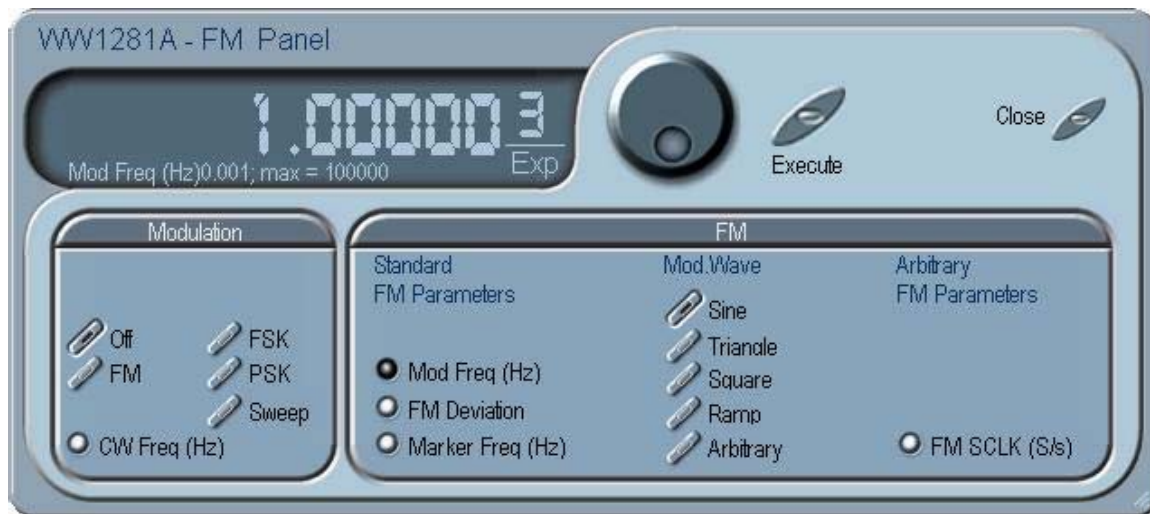 WW1281A - FM Panel
1.00000 3
Exp
Mod Freq (Hz)0.001; max = 100000
Execute
Close
Modulation
Off
FM
FSK
PSK
Sweep
CW Freq (Hz)
FM
Standard
FM Parameters
Mod Freq (Hz)
FM Deviation
Marker Freq (Hz)
Mod.Wave
Sine
Triangle
Square
Ramp
Arbitrary
Arbitrary
FM Parameters
FM SCLK (S/s)